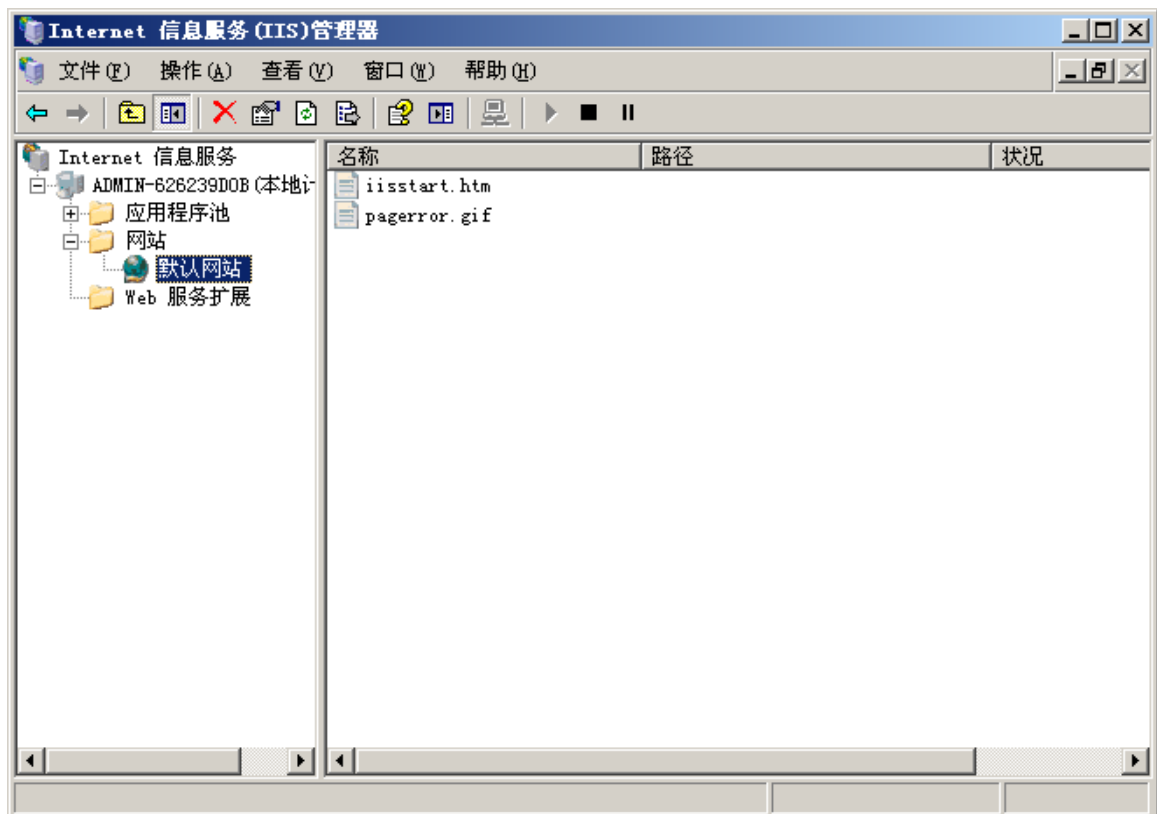 Internet 信息服务(IIS)管理器
文件(F) 操作(A) 查看(V) 窗口(W) 帮助(H)
Internet 信息服务
ADMIN-626239D0B(本地计
应用程序池
网站
默认网站
Web 服务扩展
名称 路径 状况
iisstart.htm
pagerror.gif